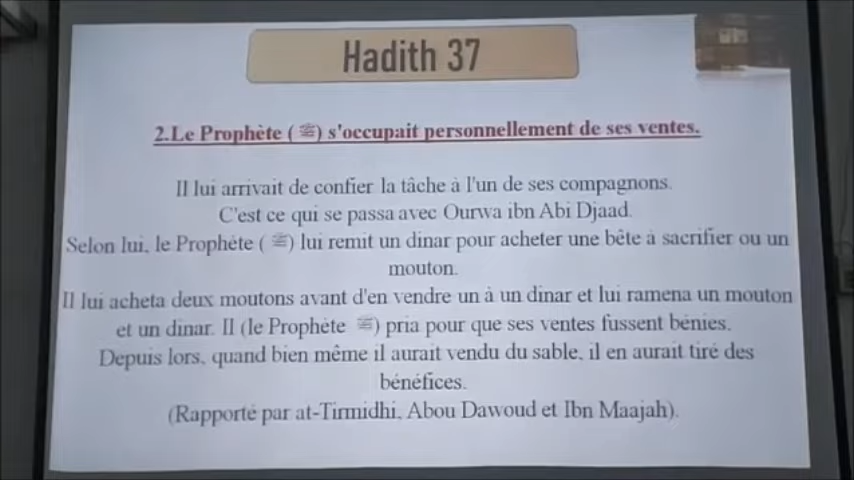 Hadith 37
2.Le Prophète (ﷺ) s'occupait personnellement de ses ventes.
Il lui arrivait de confier la tâche à l'un de ses compagnons.
C'est ce qui se passa avec Ourwa ibn Abi Djaad.
Selon lui, le Prophète (ﷺ) lui remit un dinar pour acheter une bête à sacrifier ou un
mouton.
Il lui acheta deux moutons avant d'en vendre un à un dinar et lui ramena un mouton
et un dinar. Il (le Prophète ﷺ) pria pour que ses ventes fussent bénies.
Depuis lors, quand bien même il aurait vendu du sable, il en aurait tiré des
bénéfices.
(Rapporté par at-Tirmidhi, Abou Dawoud et Ibn Maajah).